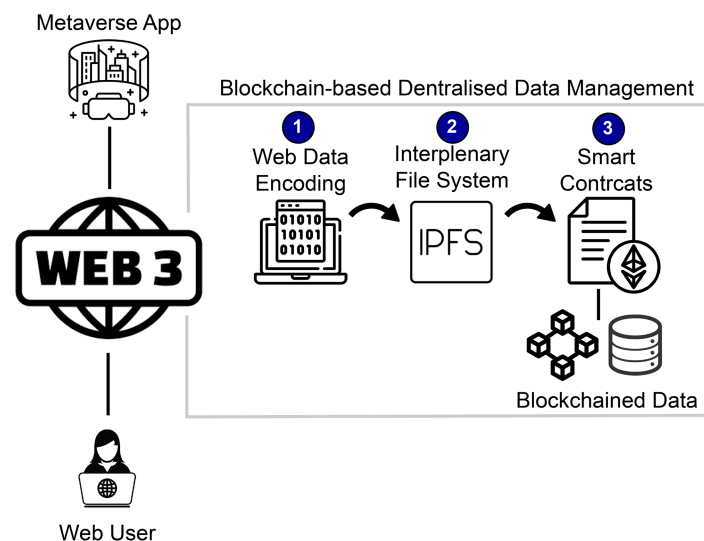 Metaverse App
Blockchain-based Dentralised Data Management
1
2
3
Web Data
Encoding
Interplenary
File System
Smart
Contrcats
01010
10101
01010
IPFS
WEB 3
Blockchained Data
Web User